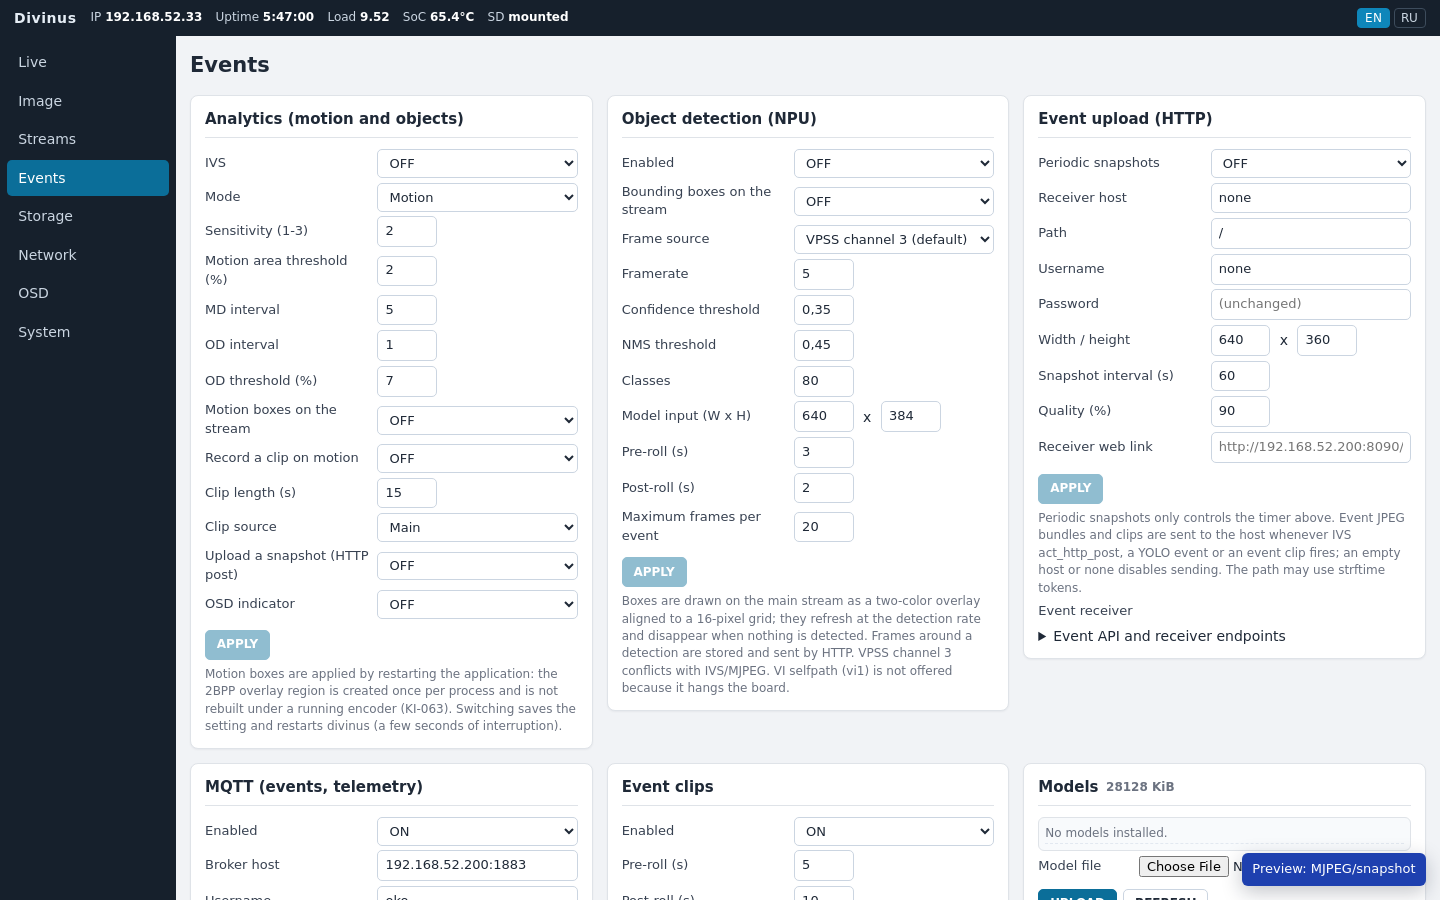 Divinus IP 192.168.52.33 Uptime 5:47:00 Load 9.52 SoC 65.4°C SD mounted EN RU
Live
Image
Streams
Events
Storage
Network
OSD
System
Events
Analytics (motion and objects)
IVS OFF
Mode Motion
Sensitivity (1-3) 2
Motion area threshold
(%) 2
MD interval 5
OD interval 1
OD threshold (%) 7
Motion boxes on the
stream OFF
Record a clip on motion OFF
Clip length (s) 15
Clip source Main
Upload a snapshot (HTTP
post) OFF
OSD indicator OFF
APPLY
Motion boxes are applied by restarting the application: the
2BPP overlay region is created once per process and is not
rebuilt under a running encoder (KI-063). Switching saves the
setting and restarts divinus (a few seconds of interruption).
Object detection (NPU)
Enabled OFF
Bounding boxes on the
stream OFF
Frame source VPSS channel 3 (default)
Framerate 5
Confidence threshold 0,35
NMS threshold 0,45
Classes 80
Model input (W x H) 640 x 384
Pre-roll (s) 3
Post-roll (s) 2
Maximum frames per
event 20
APPLY
Boxes are drawn on the main stream as a two-color overlay
aligned to a 16-pixel grid; they refresh at the detection rate
and disappear when nothing is detected. Frames around a
detection are stored and sent by HTTP. VPSS channel 3
conflicts with IVS/MJPEG. VI selfpath (vi1) is not offered
because it hangs the board.
Event upload (HTTP)
Periodic snapshots OFF
Receiver host none
Path /
Username none
Password (unchanged)
Width / height 640 x 360
Snapshot interval (s) 60
Quality (%) 90
Receiver web link http://192.168.52.200:8090/
APPLY
Periodic snapshots only controls the timer above. Event JPEG
bundles and clips are sent to the host whenever IVS
act_http_post, a YOLO event or an event clip fires; an empty
host or none disables sending. The path may use strftime
tokens.
Event receiver
Event API and receiver endpoints
MQTT (events, telemetry)
Enabled ON
Broker host 192.168.52.200:1883
Event clips
Enabled ON
Pre-roll (s) 5
Models 28128 KiB
No models installed.
Model file Choose File N
Preview: MJPEG/snapshot